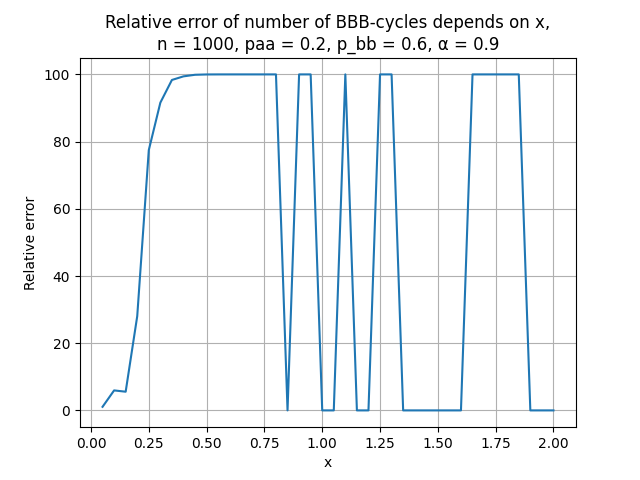 Relative error of number of BBB-cycles depends on x,
n = 1000, paa = 0.2, p_bb = 0.6, α = 0.9
100
80
60
40
20
0
Relative error
0.00 0.25 0.50 0.75 1.00 1.25 1.50 1.75 2.00
x